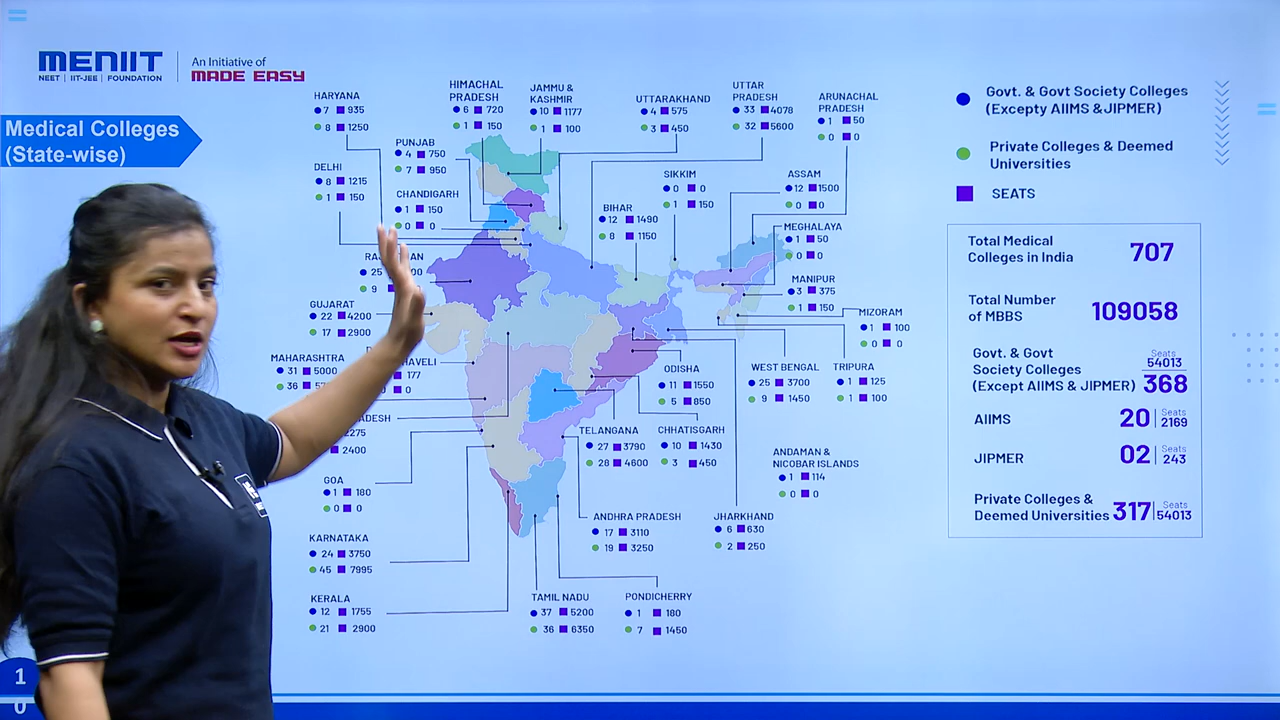 MENIIT
NEET | IIT-JEE | FOUNDATION
An Initiative of
MADE EASY
Medical Colleges
(State-wise)
HARYANA
7 935
8 1250
HIMACHAL
PRADESH
6 720
1 150
JAMMU &
KASHMIR
10 1177
1 100
UTTARAKHAND
4 575
3 450
UTTAR
PRADESH
33 4078
32 5600
ARUNACHAL
PRADESH
1 50
0 0
PUNJAB
4 750
7 950
DELHI
8 1215
1 150
CHANDIGARH
1 150
0 0
SIKKIM
0 0
1 150
ASSAM
12 1500
0 0
BIHAR
12 1490
8 1150
MEGHALAYA
1 50
0 0
25
9
MANIPUR
3 375
1 150
GUJARAT
22 4200
17 2900
MIZORAM
1 100
0 0
MAHARASHTRA
31 5000
36
177
0
ODISHA
11 1550
5 850
WEST BENGAL
25 3700
9 1450
TRIPURA
1 125
1 100
2275
2400
TELANGANA
27 3790
28 4600
CHHATISGARH
10 1430
3 450
ANDAMAN &
NICOBAR ISLANDS
1 114
0 0
GOA
1 180
0 0
ANDHRA PRADESH
17 3110
19 3250
JHARKHAND
6 630
2 250
KARNATAKA
24 3750
45 7995
KERALA
12 1755
21 2900
TAMIL NADU
37 5200
36 6350
PONDICHERRY
1 180
7 1450
Govt. & Govt Society Colleges
(Excepty AIIMS &JIPMER)
Private Colleges & Deemed
Universities
SEATS
Total Medical
Colleges in India 707
Total Number
of MBBS 109058
Govt. & Govt
Society Colleges
(Except AIIMS & JIPMER)
Seats
54013
368
AIIMS 20 Seats
2169
JIPMER 02 Seats
243
Private Colleges &
Deemed Universities 317 Seats
54013
1
0